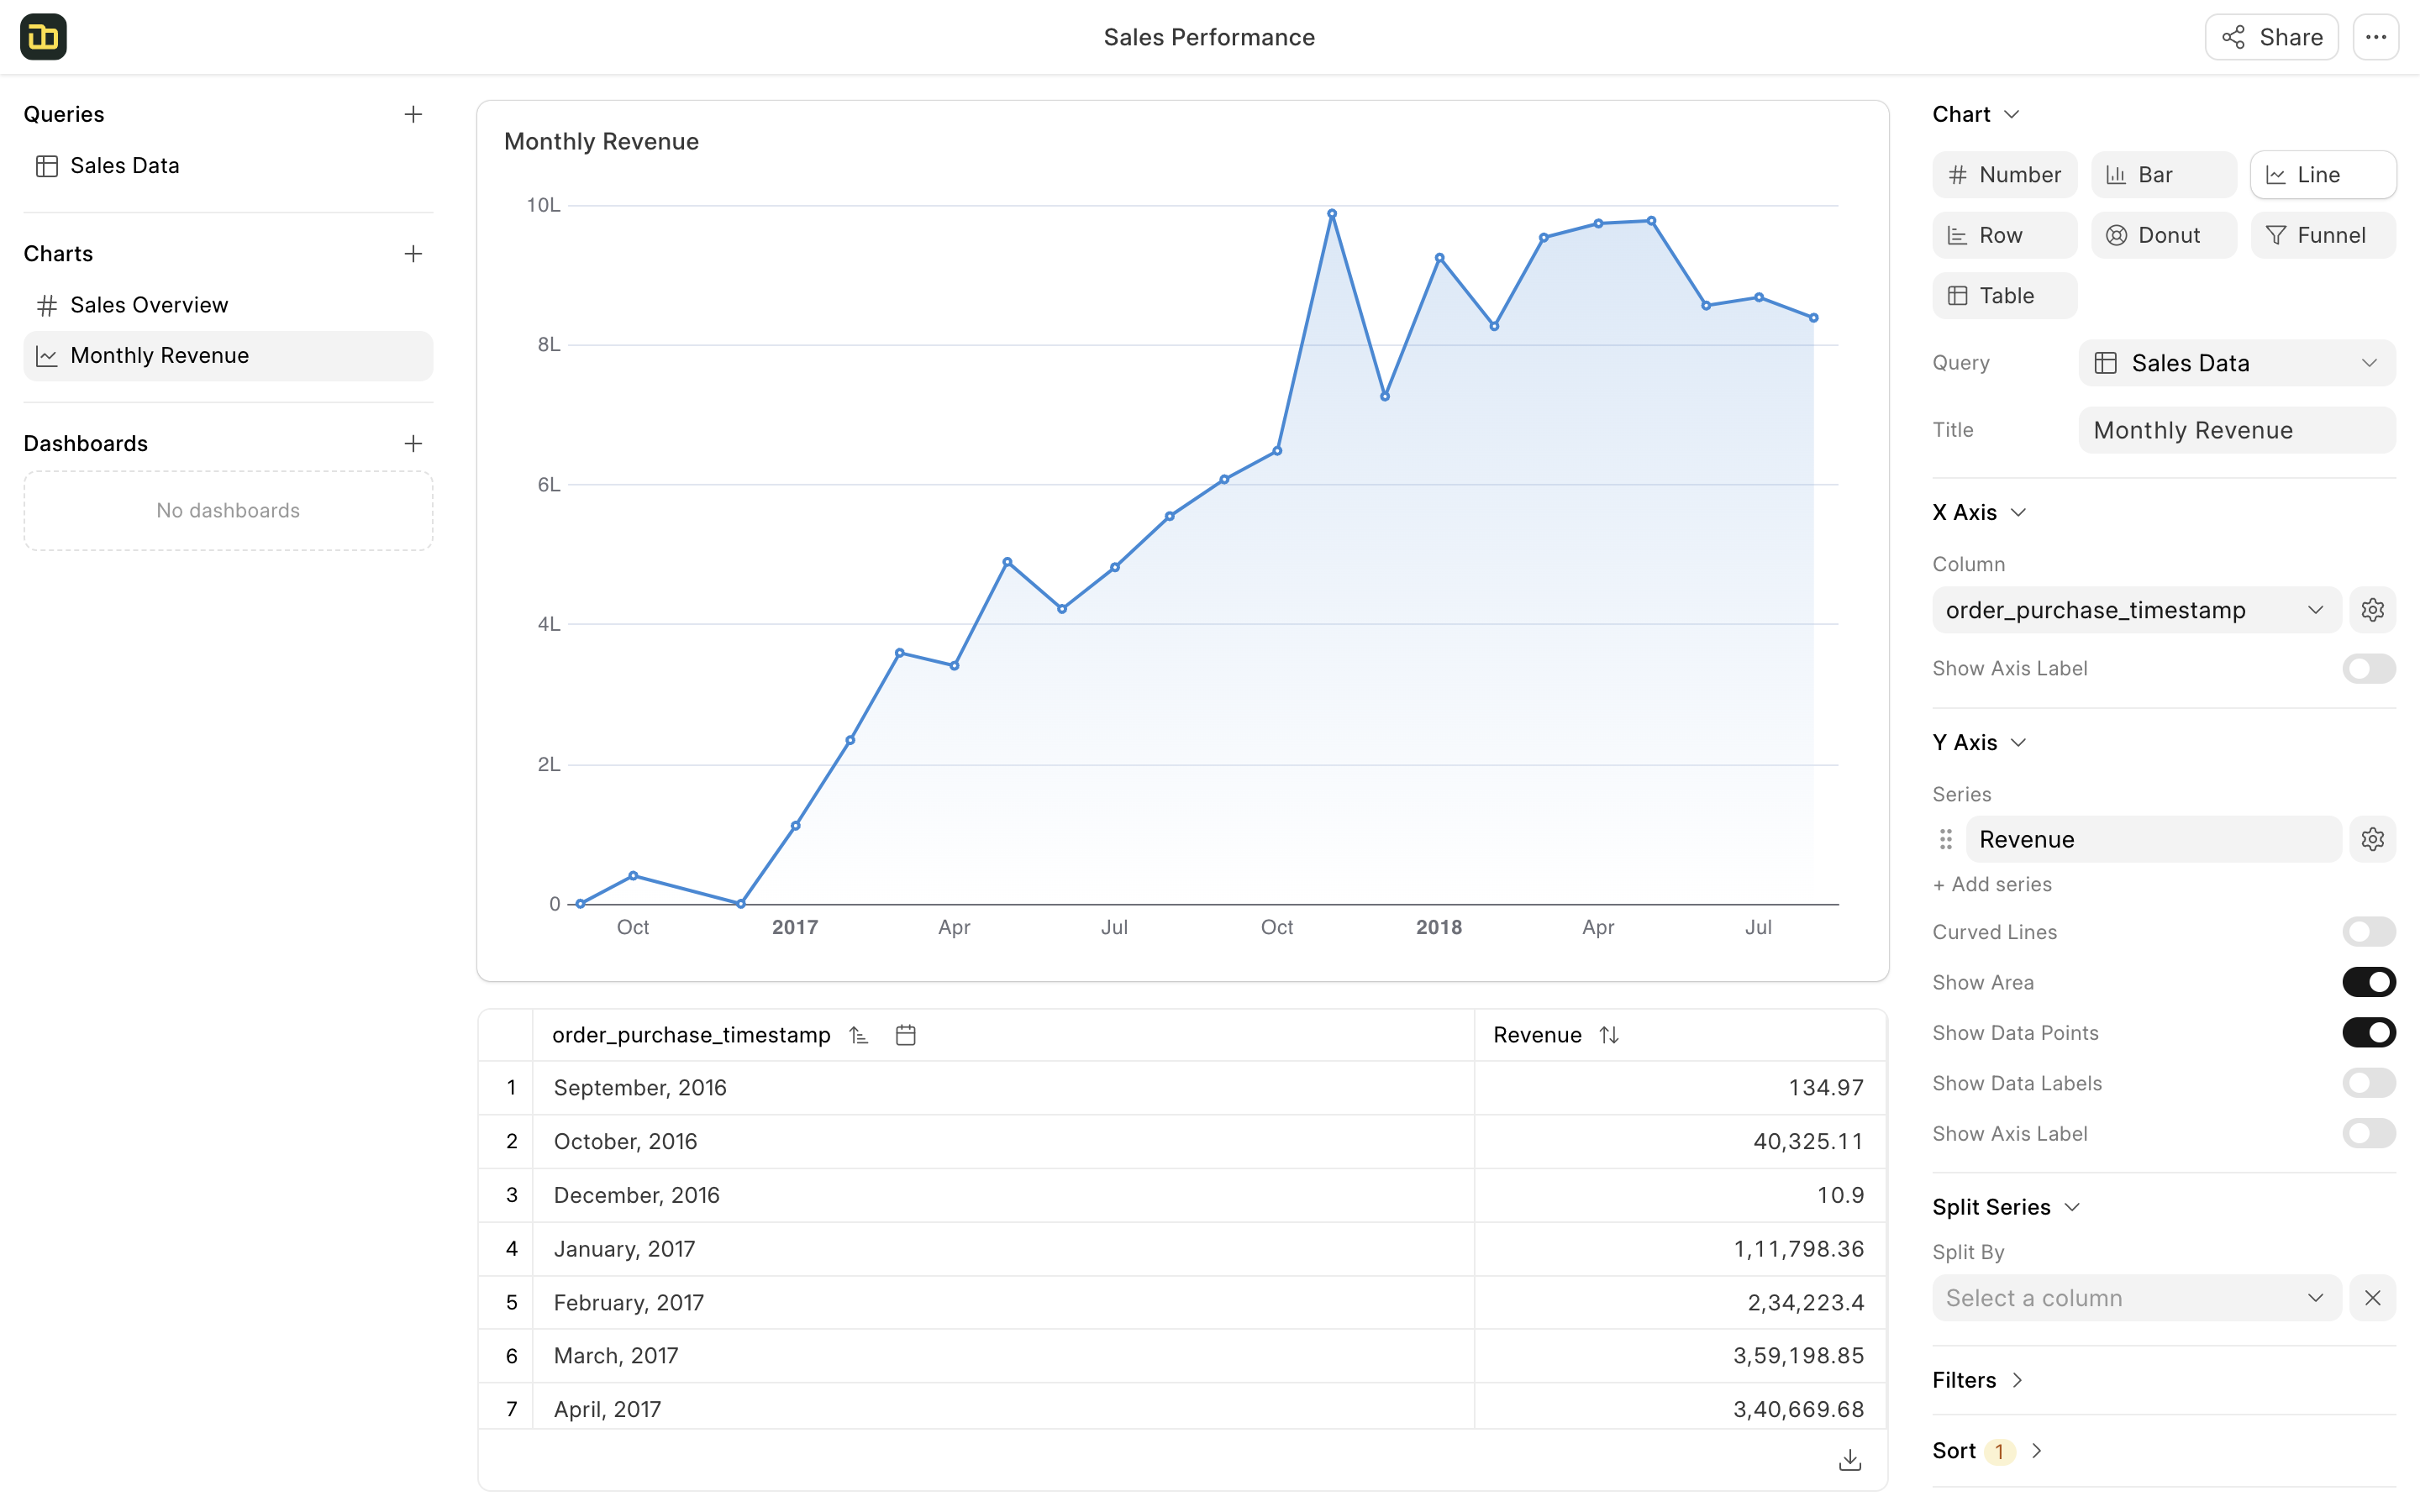 Sales Performance
Share
Queries
Sales Data
Charts
Sales Overview
Monthly Revenue
Dashboards
No dashboards
Monthly Revenue
10L
8L
6L
4L
2L
0
Oct 2017 Apr Jul Oct 2018 Apr Jul
order_purchase_timestamp Revenue
1 September, 2016 134.97
2 October, 2016 40,325.11
3 December, 2016 10.9
4 January, 2017 1,11,798.36
5 February, 2017 2,34,223.4
6 March, 2017 3,59,198.85
7 April, 2017 3,40,669.68
Chart
Number Bar Line
Row Donut Funnel
Table
Query Sales Data
Title Monthly Revenue
X Axis
Column
order_purchase_timestamp
Show Axis Label
Y Axis
Series
Revenue
+ Add series
Curved Lines
Show Area
Show Data Points
Show Data Labels
Show Axis Label
Split Series
Split By
Select a column
Filters
Sort 1